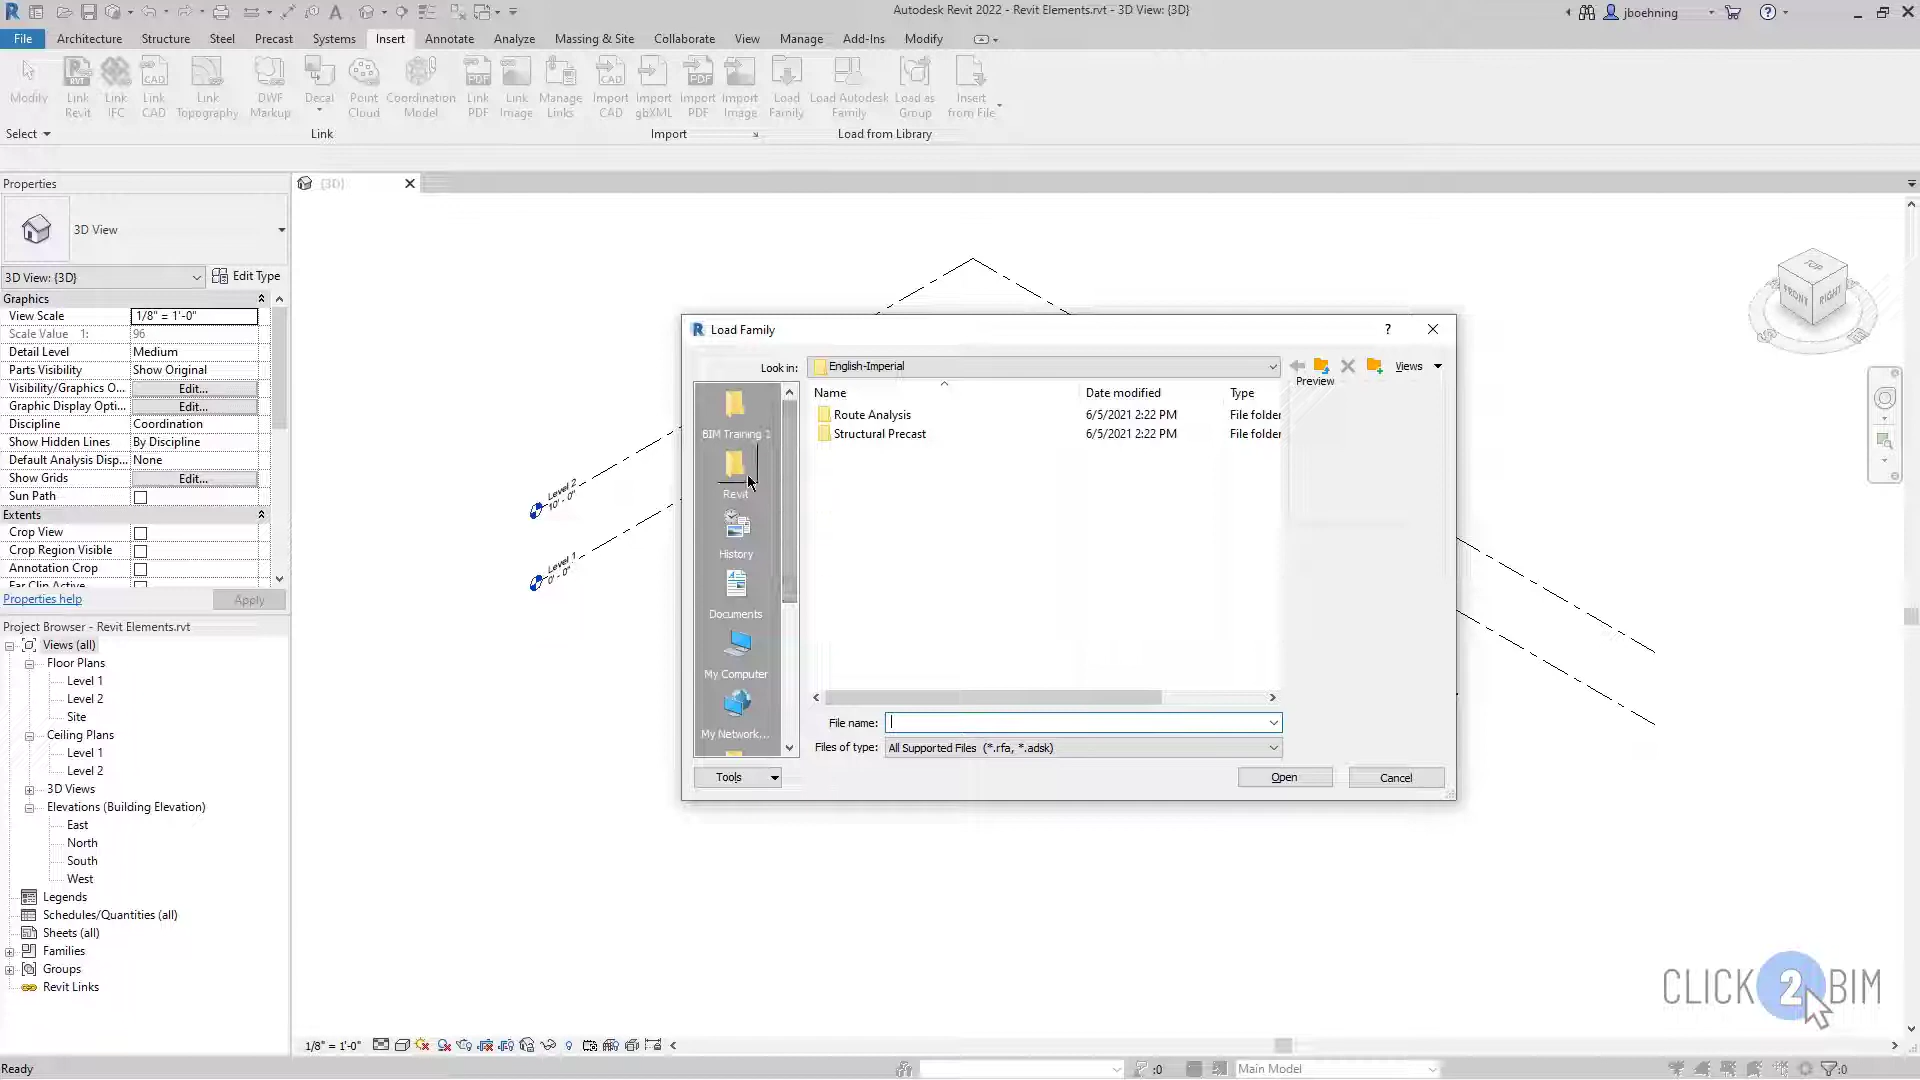 Autodesk Revit 2022 - Revit Elements.rvt - 3D View: {3D}
jboehning
File Architecture Structure Steel Precast Systems Insert Annotate Analyze Massing & Site Collaborate View Manage Add-Ins Modify
Modify
Link Revit
Link IFC
Link CAD
Link Topography
DWF Markup
Decal
Point Cloud
Coordination Model
Link PDF
Link Image
Manage Links
Import CAD
Import gbXML
Import PDF
Import Image
Load Family
Load Autodesk Family
Load as Group
Insert from File
Select
Link
Import
Load from Library
Properties
{3D}
3D View
3D View: {3D}
Edit Type
Graphics
View Scale 1/8" = 1'-0"
Scale Value 1: 96
Detail Level Medium
Parts Visibility Show Original
Visibility/Graphics O... Edit...
Graphic Display Opti... Edit...
Discipline Coordination
Show Hidden Lines By Discipline
Default Analysis Disp... None
Show Grids Edit...
Sun Path
Extents
Crop View
Crop Region Visible
Annotation Crop
Far Clip Active
Properties help
Apply
Project Browser - Revit Elements.rvt
Views (all)
Floor Plans
Level 1
Level 2
Site
Ceiling Plans
Level 1
Level 2
3D Views
Elevations (Building Elevation)
East
North
South
West
Legends
Schedules/Quantities (all)
Sheets (all)
Families
Groups
Revit Links
Level 2
10' - 0"
Level 1
0' - 0"
Load Family
Look in: English-Imperial
Views
Preview
Name Date modified Type
Route Analysis 6/5/2021 2:22 PM File folder
Structural Precast 6/5/2021 2:22 PM File folder
BIM Training
Revit
History
Documents
My Computer
My Network...
File name:
Files of type: All Supported Files (*.rfa, *.adsk)
Tools
Open
Cancel
TOP
FRONT
RIGHT
S
E
CLICK 2 BIM
1/8" = 1'-0"
Ready
:0
Main Model
:0